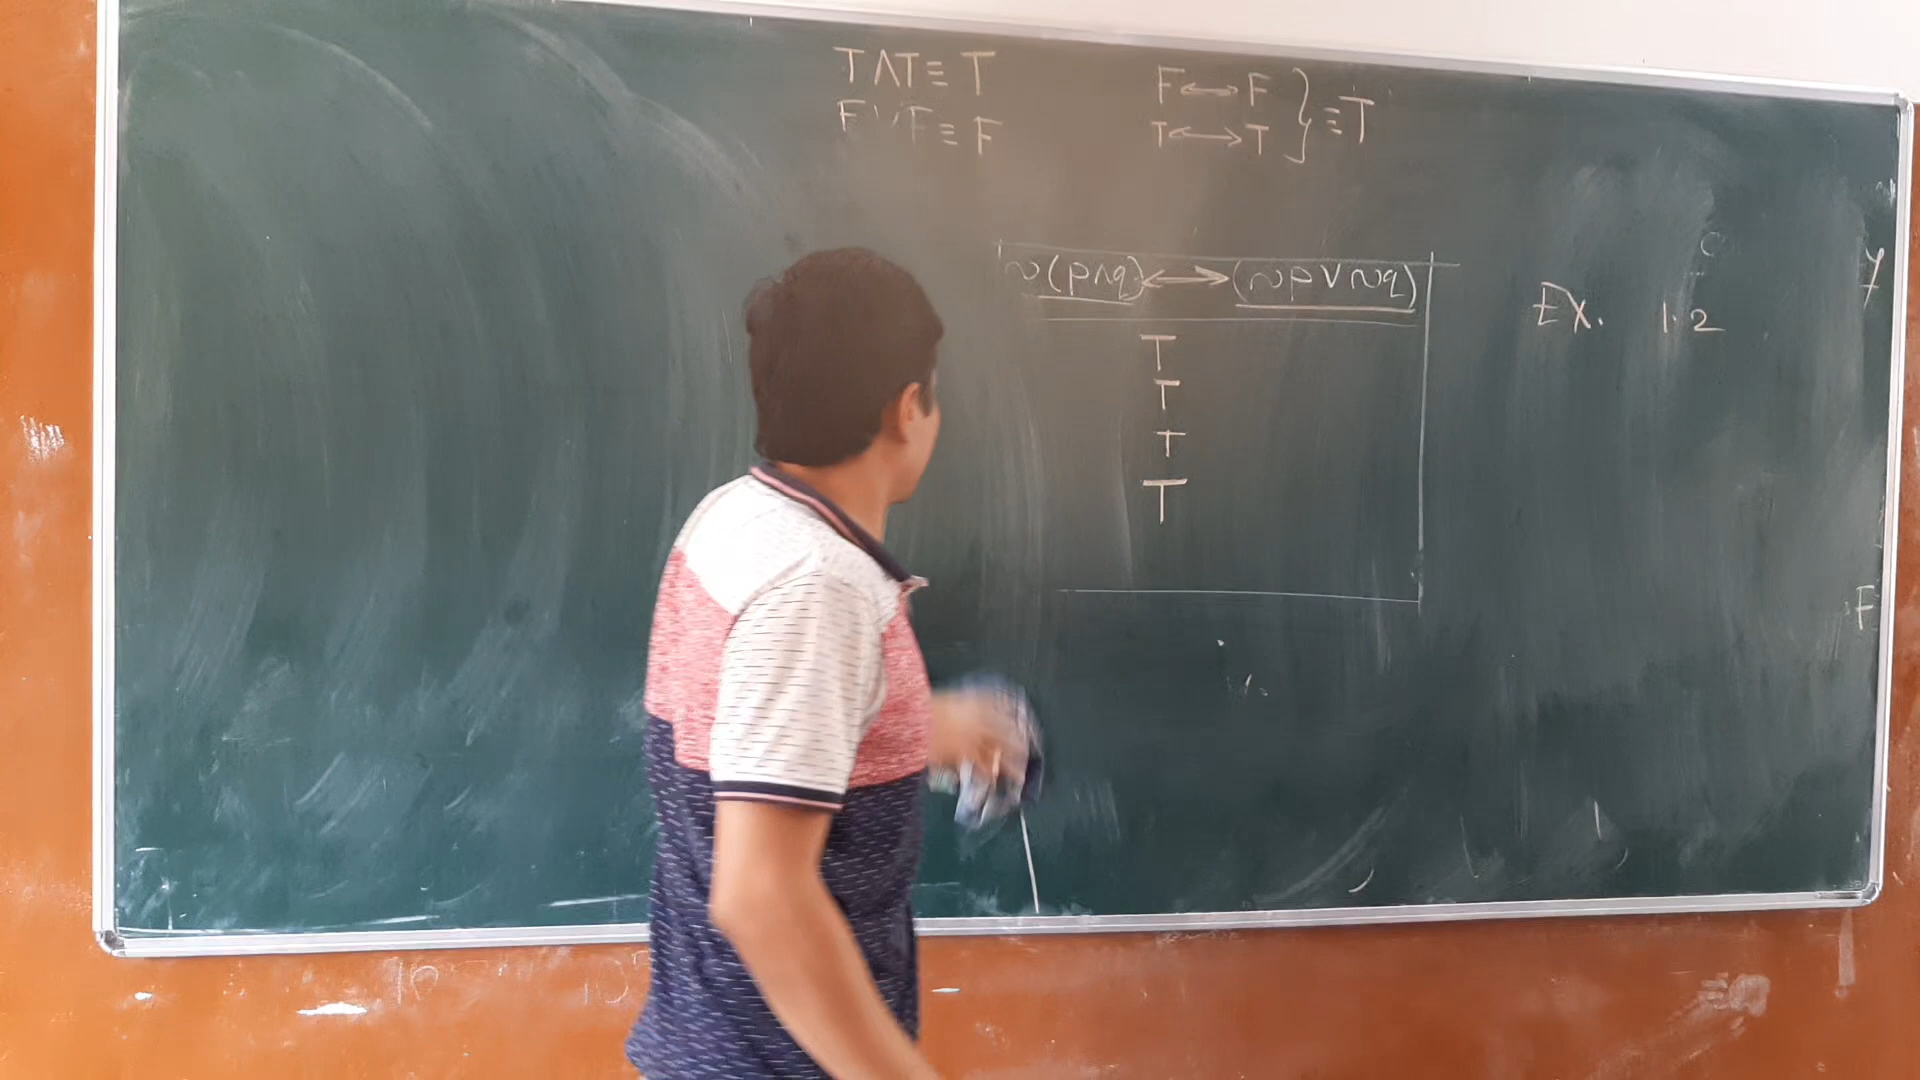 T∧T≡T
F∨F≡F
F↔F
T↔T
} ≡T
~(p∧q)↔(~p∨~q)
T
T
T
T
Ex. 1.2
y
F